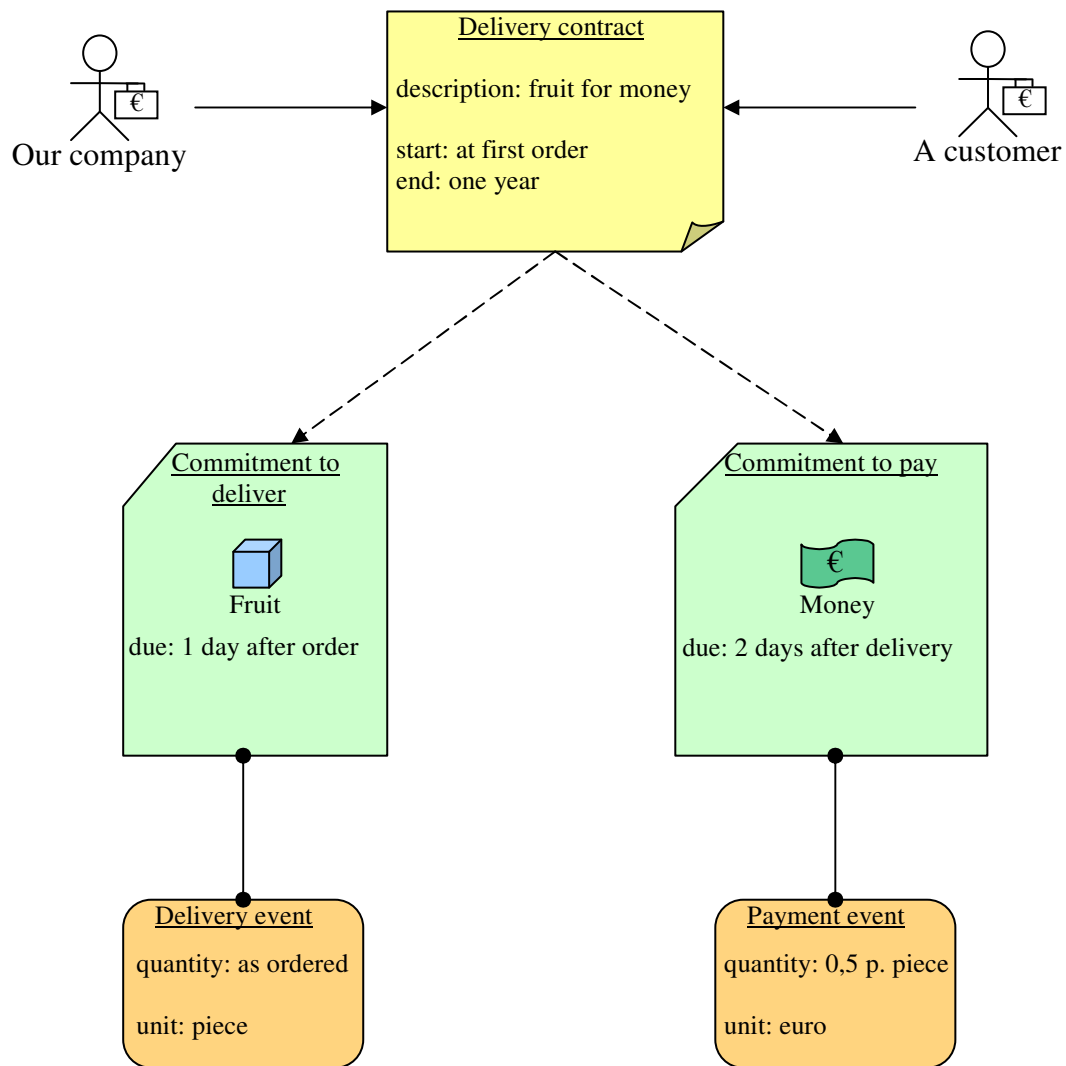 Delivery contract
description: fruit for money
start: at first order
end: one year
€
Our company
€
A customer
Commitment to
deliver
Fruit
due: 1 day after order
Commitment to pay
€
Money
due: 2 days after delivery
Delivery event
quantity: as ordered
unit: piece
Payment event
quantity: 0,5 p. piece
unit: euro